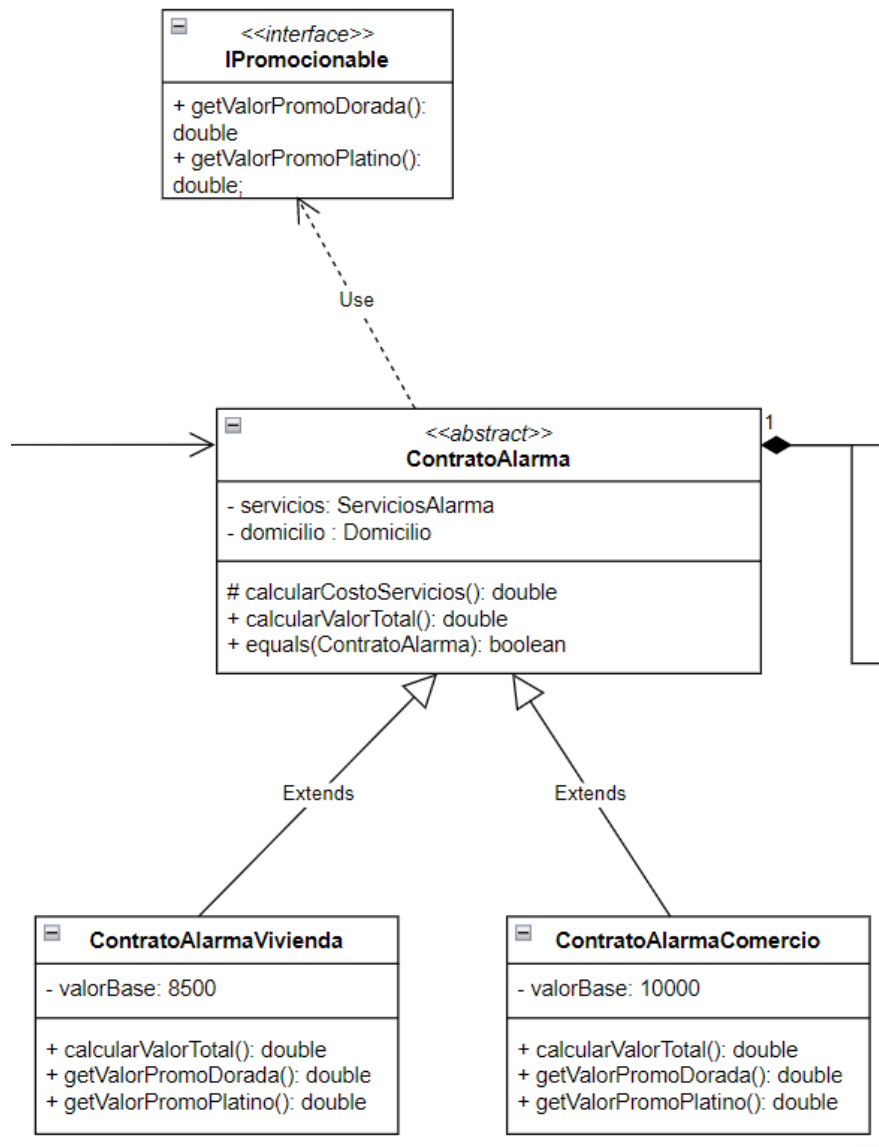 <<interface>>
IPromocionable
+ getValorPromoDorada():
double
+ getValorPromoPlatino():
double;
Use
<<abstract>>
ContratoAlarma
1
- servicios: ServiciosAlarma
- domicilio : Domicilio
# calcularCostoServicios(): double
+ calcularValorTotal(): double
+ equals(ContratoAlarma): boolean
Extends
Extends
ContratoAlarmaVivienda
- valorBase: 8500
+ calcularValorTotal(): double
+ getValorPromoDorada(): double
+ getValorPromoPlatino(): double
ContratoAlarmaComercio
- valorBase: 10000
+ calcularValorTotal(): double
+ getValorPromoDorada(): double
+ getValorPromoPlatino(): double